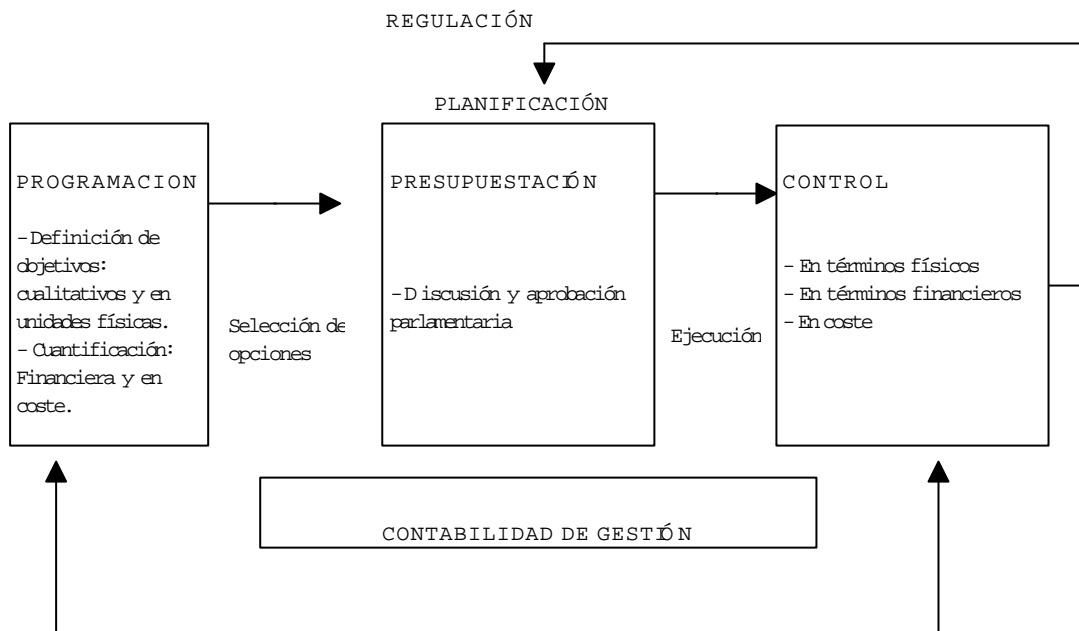 REGULACIÓN
PLANIFICACIÓN
PROGRAMACION
- Definición de
objetivos:
cualitativos y en
unidades físicas.
- Cuantificación:
Financiera y en
coste.
Selección de
opciones
PRESUPUESTACIÓN
- Discusión y aprobación
parlamentaria
Ejecución
CONTROL
- En términos físicos
- En términos financieros
- En coste
CONTABILIDAD DE GESTIÓN